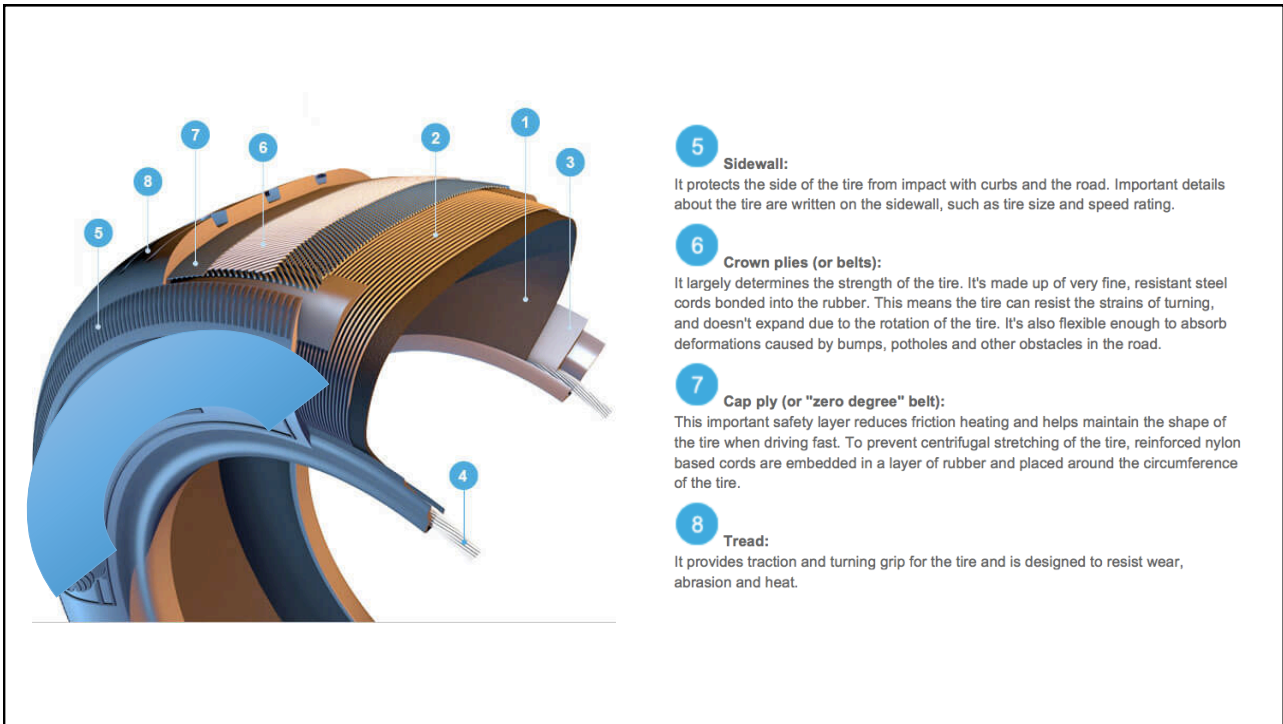 1
7
2
6
3
8
5
4
5
Sidewall:
It protects the side of the tire from impact with curbs and the road. Important details
about the tire are written on the sidewall, such as tire size and speed rating.
6
Crown plies (or belts):
It largely determines the strength of the tire. It's made up of very fine, resistant steel
cords bonded into the rubber. This means the tire can resist the strains of turning,
and doesn't expand due to the rotation of the tire. It's also flexible enough to absorb
deformations caused by bumps, potholes and other obstacles in the road.
7
Cap ply (or "zero degree" belt):
This important safety layer reduces friction heating and helps maintain the shape of
the tire when driving fast. To prevent centrifugal stretching of the tire, reinforced nylon
based cords are embedded in a layer of rubber and placed around the circumference
of the tire.
8
Tread:
It provides traction and turning grip for the tire and is designed to resist wear,
abrasion and heat.